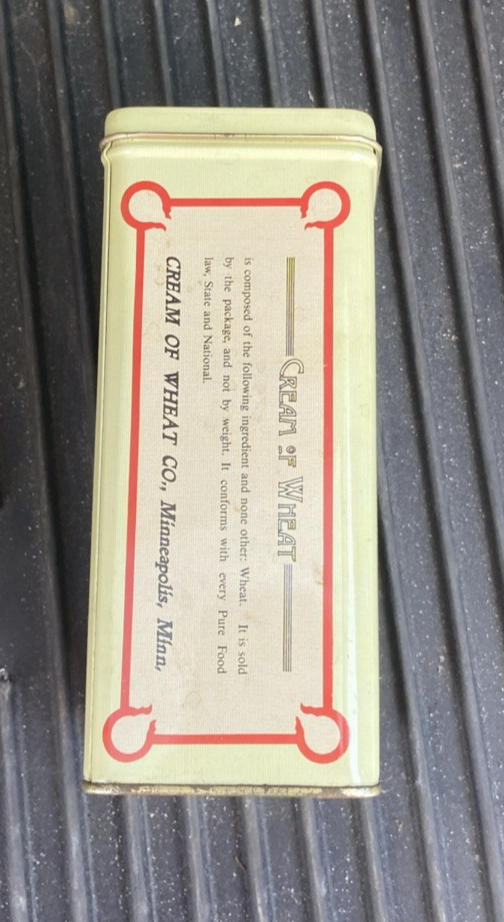 CREAM OF WHEAT
is composed of the following ingredient and none other: Wheat. It is sold
by the package, and not by weight. It conforms with every Pure Food
law, State and National.
CREAM OF WHEAT CO., Minneapolis, Minn,